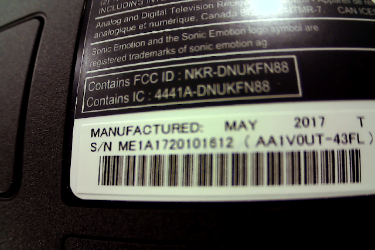 INCLUDING INTE
Analog and Digital Television Rece
analogique et numérique, Canada
Sonic Emotion and the Sonic Emotion logo symbol are
registered trademarks of sonic emotion ag.
Contains FCC ID : NKR-DNUKFN88
Contains IC : 4441A-DNUKFN88
MANUFACTURED: MAY 2017 T
S/N ME1A1720101612 ( AA1V0UT-43FL )